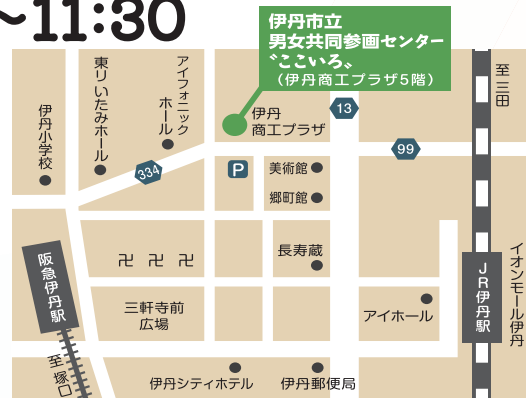 ~11:30
伊丹市立
男女共同参画センター
〝ここいろ〟
(伊丹商工プラザ5階)
至 三田
東リいたみホール
アイフォニックホール
伊丹小学校
伊丹
商工プラザ
13
99
334
P
美術館
郷町館
長寿蔵
卍 卍 卍
阪急伊丹駅
三軒寺前
広場
アイホール
JR伊丹駅
イオンモール伊丹
至 塚口
伊丹シティホテル
伊丹郵便局